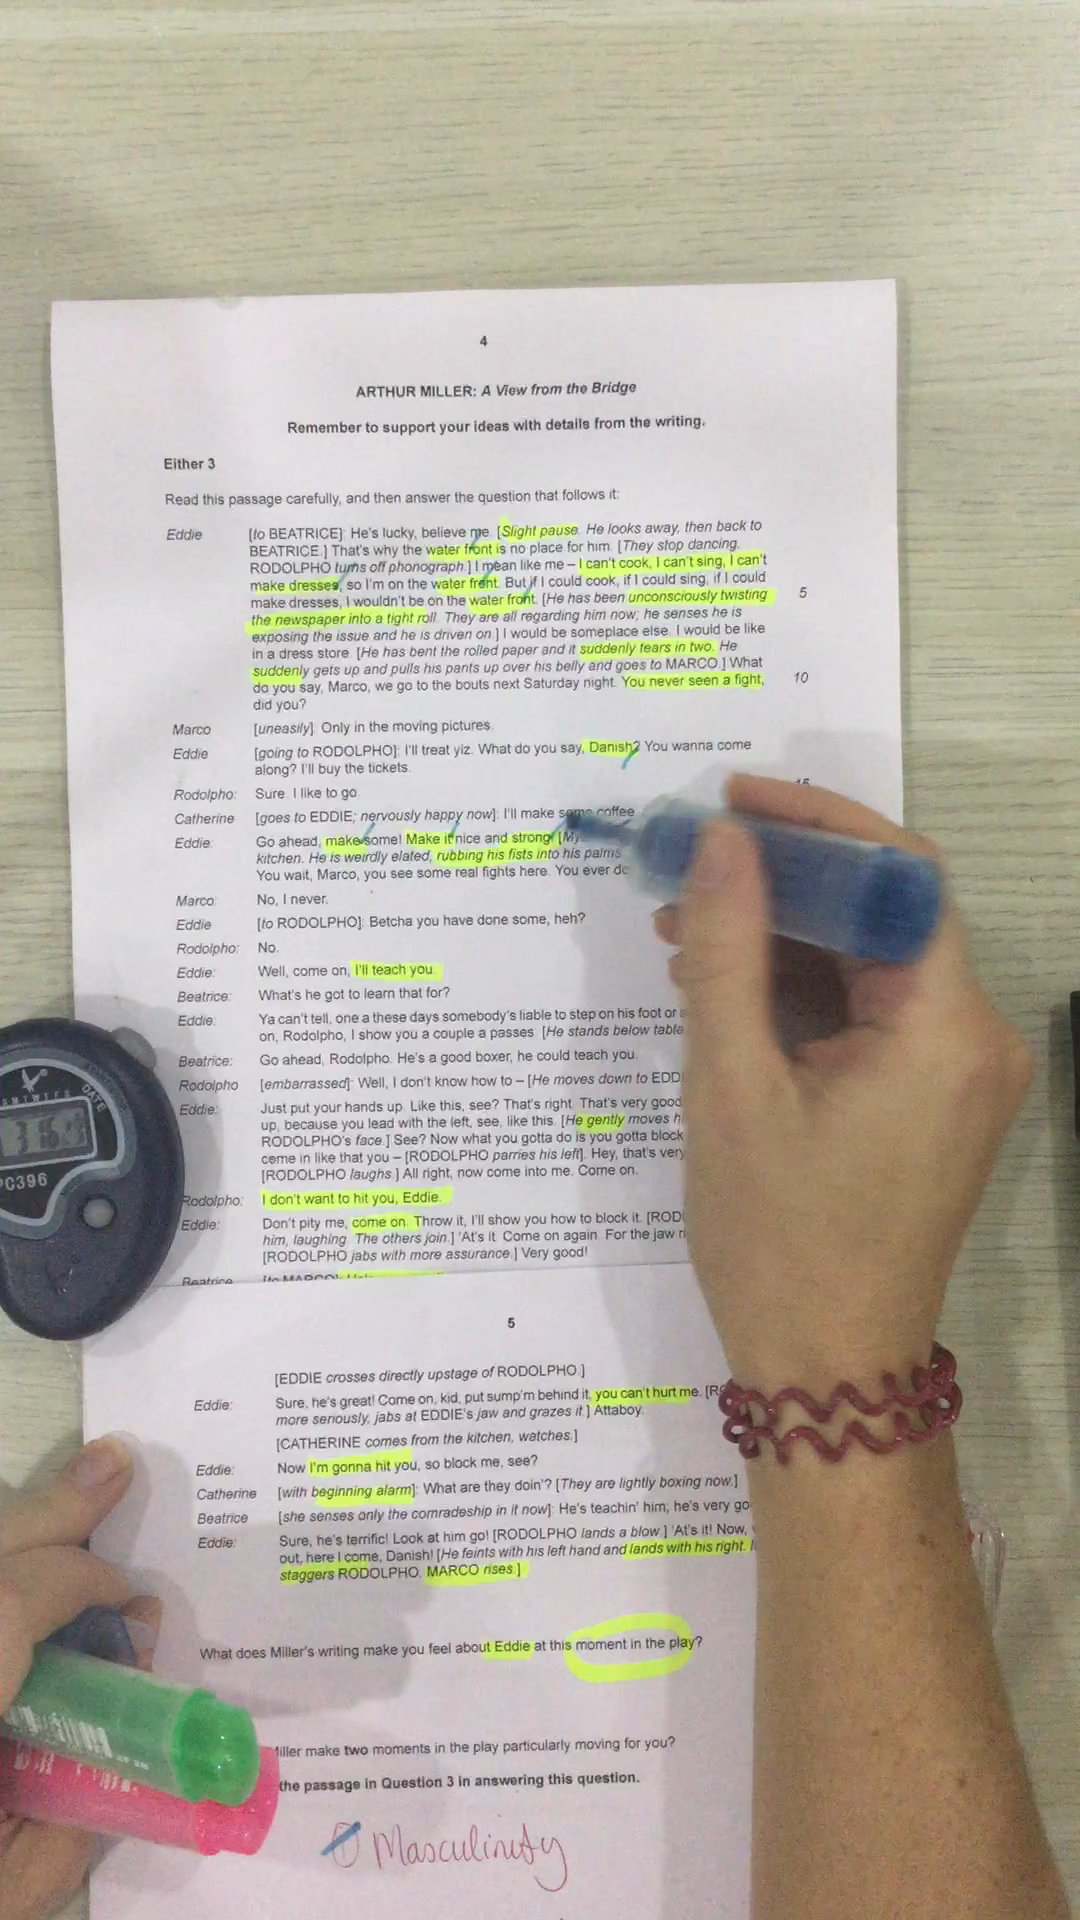 4
ARTHUR MILLER: A View from the Bridge
Remember to support your ideas with details from the writing.
Either 3
Read this passage carefully, and then answer the question that follows it:
Eddie [to BEATRICE]: He's lucky, believe me. [Slight pause. He looks away, then back to
BEATRICE.] That's why the water front is no place for him. [They stop dancing.
RODOLPHO turns off phonograph.] I mean like me – I can't cook, I can't sing, I can't
make dresses, so I'm on the water front. But if I could cook, if I could sing, if I could
make dresses, I wouldn't be on the water front. [He has been unconsciously twisting 5
the newspaper into a tight roll. They are all regarding him now; he senses he is
exposing the issue and he is driven on.] I would be someplace else. I would be like
in a dress store. [He has bent the rolled paper and it suddenly tears in two. He
suddenly gets up and pulls his pants up over his belly and goes to MARCO.] What
do you say, Marco, we go to the bouts next Saturday night. You never seen a fight, 10
did you?
Marco [uneasily]: Only in the moving pictures.
Eddie [going to RODOLPHO]: I'll treat yiz. What do you say, Danish? You wanna come
along? I'll buy the tickets.
15
Rodolpho: Sure. I like to go.
Catherine [goes to EDDIE; nervously happy now]: I'll make some coffee
Eddie: Go ahead, make some! Make it nice and strong!
kitchen. He is weirdly elated, rubbing his fists into his palms
You wait, Marco, you see some real fights here. You ever do
Marco: No, I never.
Eddie [to RODOLPHO]: Betcha you have done some, heh?
Rodolpho: No.
Eddie: Well, come on, I'll teach you.
Beatrice: What's he got to learn that for?
Eddie: Ya can't tell, one a these days somebody's liable to step on his foot or
on, Rodolpho, I show you a couple a passes. [He stands below table
Beatrice: Go ahead, Rodolpho. He's a good boxer, he could teach you.
Rodolpho [embarrassed]: Well, I don't know how to – [He moves down to EDD
Eddie: Just put your hands up. Like this, see? That's right. That's very good
up, because you lead with the left, see, like this. [He gently moves h
RODOLPHO's face.] See? Now what you gotta do is you gotta block
come in like that you – [RODOLPHO parries his left]. Hey, that's very
[RODOLPHO laughs.] All right, now come into me. Come on.
Rodolpho: I don't want to hit you, Eddie.
Eddie: Don't pity me, come on. Throw it, I'll show you how to block it. [ROD
him, laughing. The others join.] 'At's it. Come on again. For the jaw ri
[RODOLPHO jabs with more assurance.] Very good!
Beatrice [to MARCO]:
5
[EDDIE crosses directly upstage of RODOLPHO.]
Eddie: Sure, he's great! Come on, kid, put sump'm behind it, you can't hurt me. [R
more seriously, jabs at EDDIE's jaw and grazes it.] Attaboy.
[CATHERINE comes from the kitchen, watches.]
Eddie: Now I'm gonna hit you, so block me, see?
Catherine [with beginning alarm]: What are they doin'? [They are lightly boxing now.]
Beatrice [she senses only the comradeship in it now]: He's teachin' him; he's very go
Eddie: Sure, he's terrific! Look at him go! [RODOLPHO lands a blow.] 'At's it! Now,
out, here I come, Danish! [He feints with his left hand and lands with his right.
staggers RODOLPHO. MARCO rises.]
What does Miller's writing make you feel about Eddie at this moment in the play?
iller make two moments in the play particularly moving for you?
the passage in Question 3 in answering this question.
Masculinity
DATE
PC396